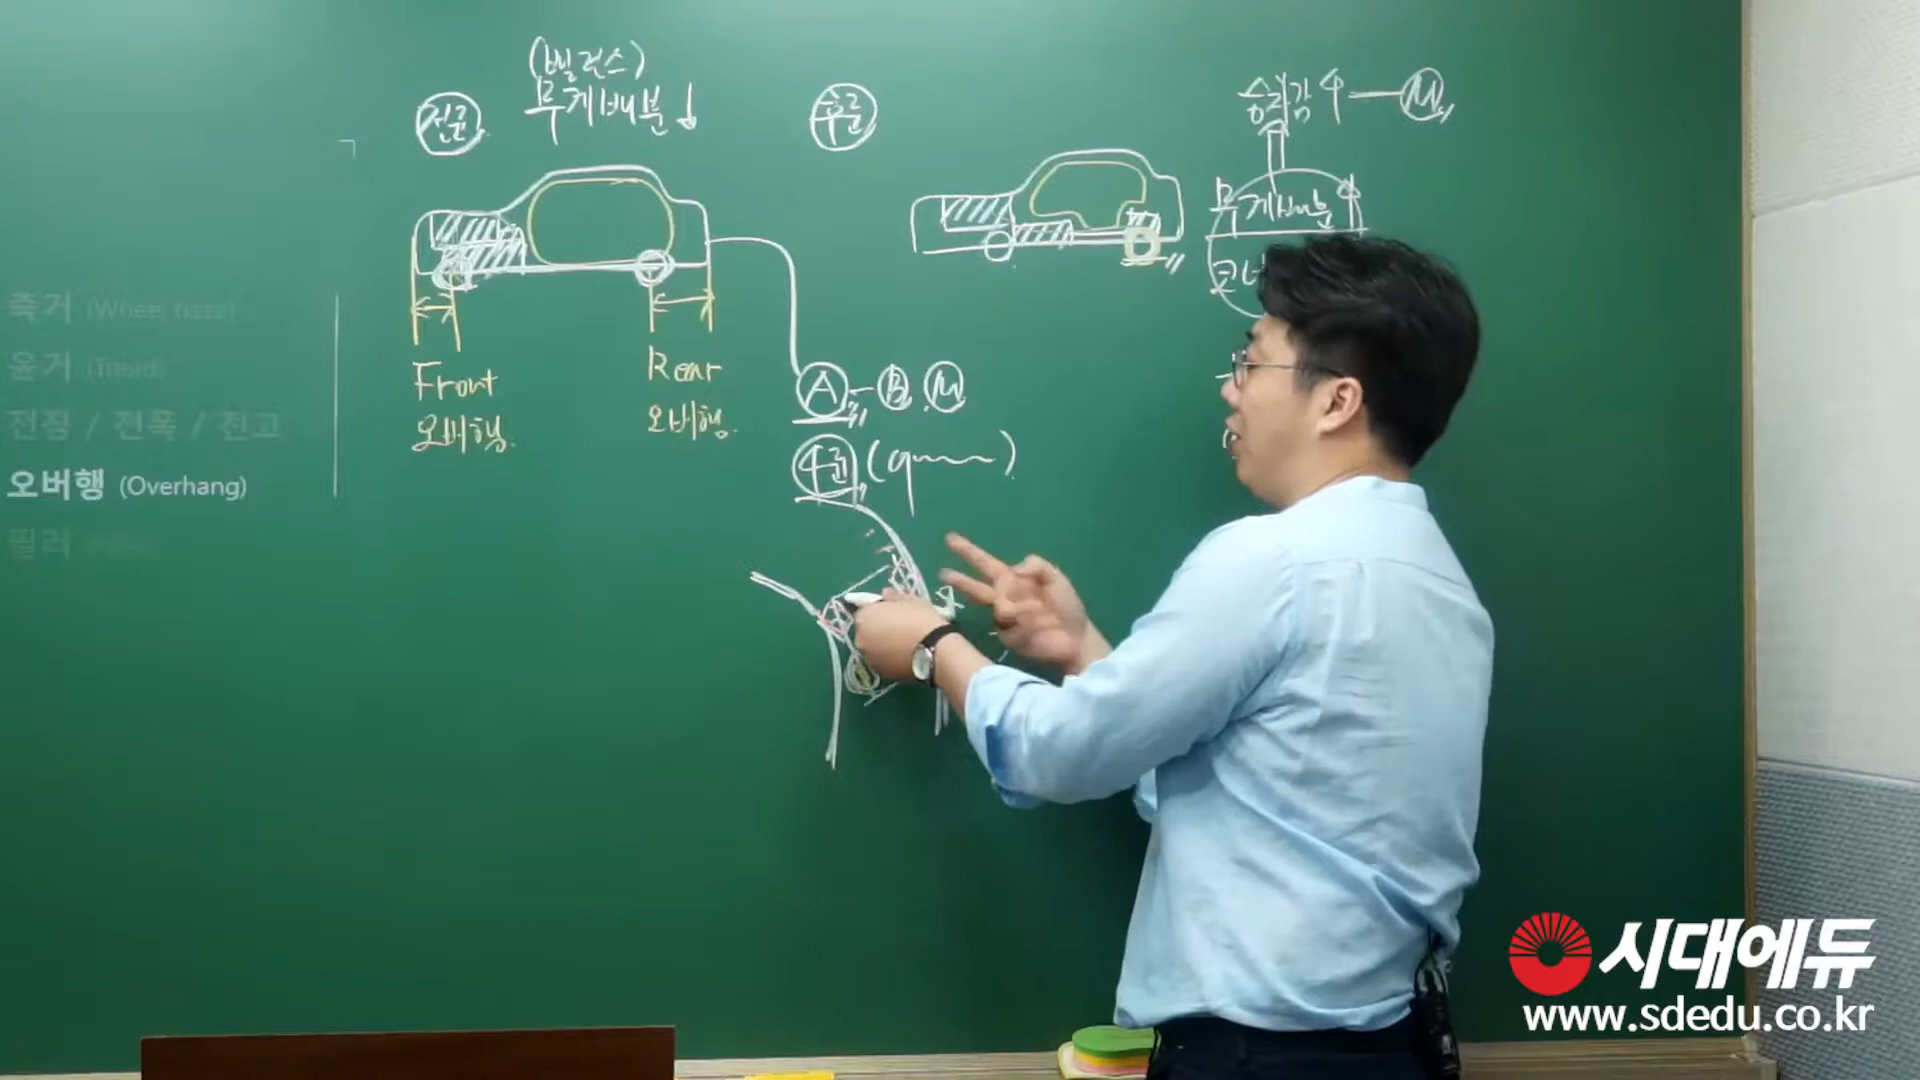 (밸런스)
무게배분↓
전륜
후륜
승차감 ↑ — M
무게배분 ↑
코너
축거 (Wheel base)
윤거 (Tread)
전장 / 전폭 / 전고
오버행 (Overhang)
필러
Front
오버행.
Rear
오버행.
A - B. M
4륜
시대에듀
www.sdedu.co.kr